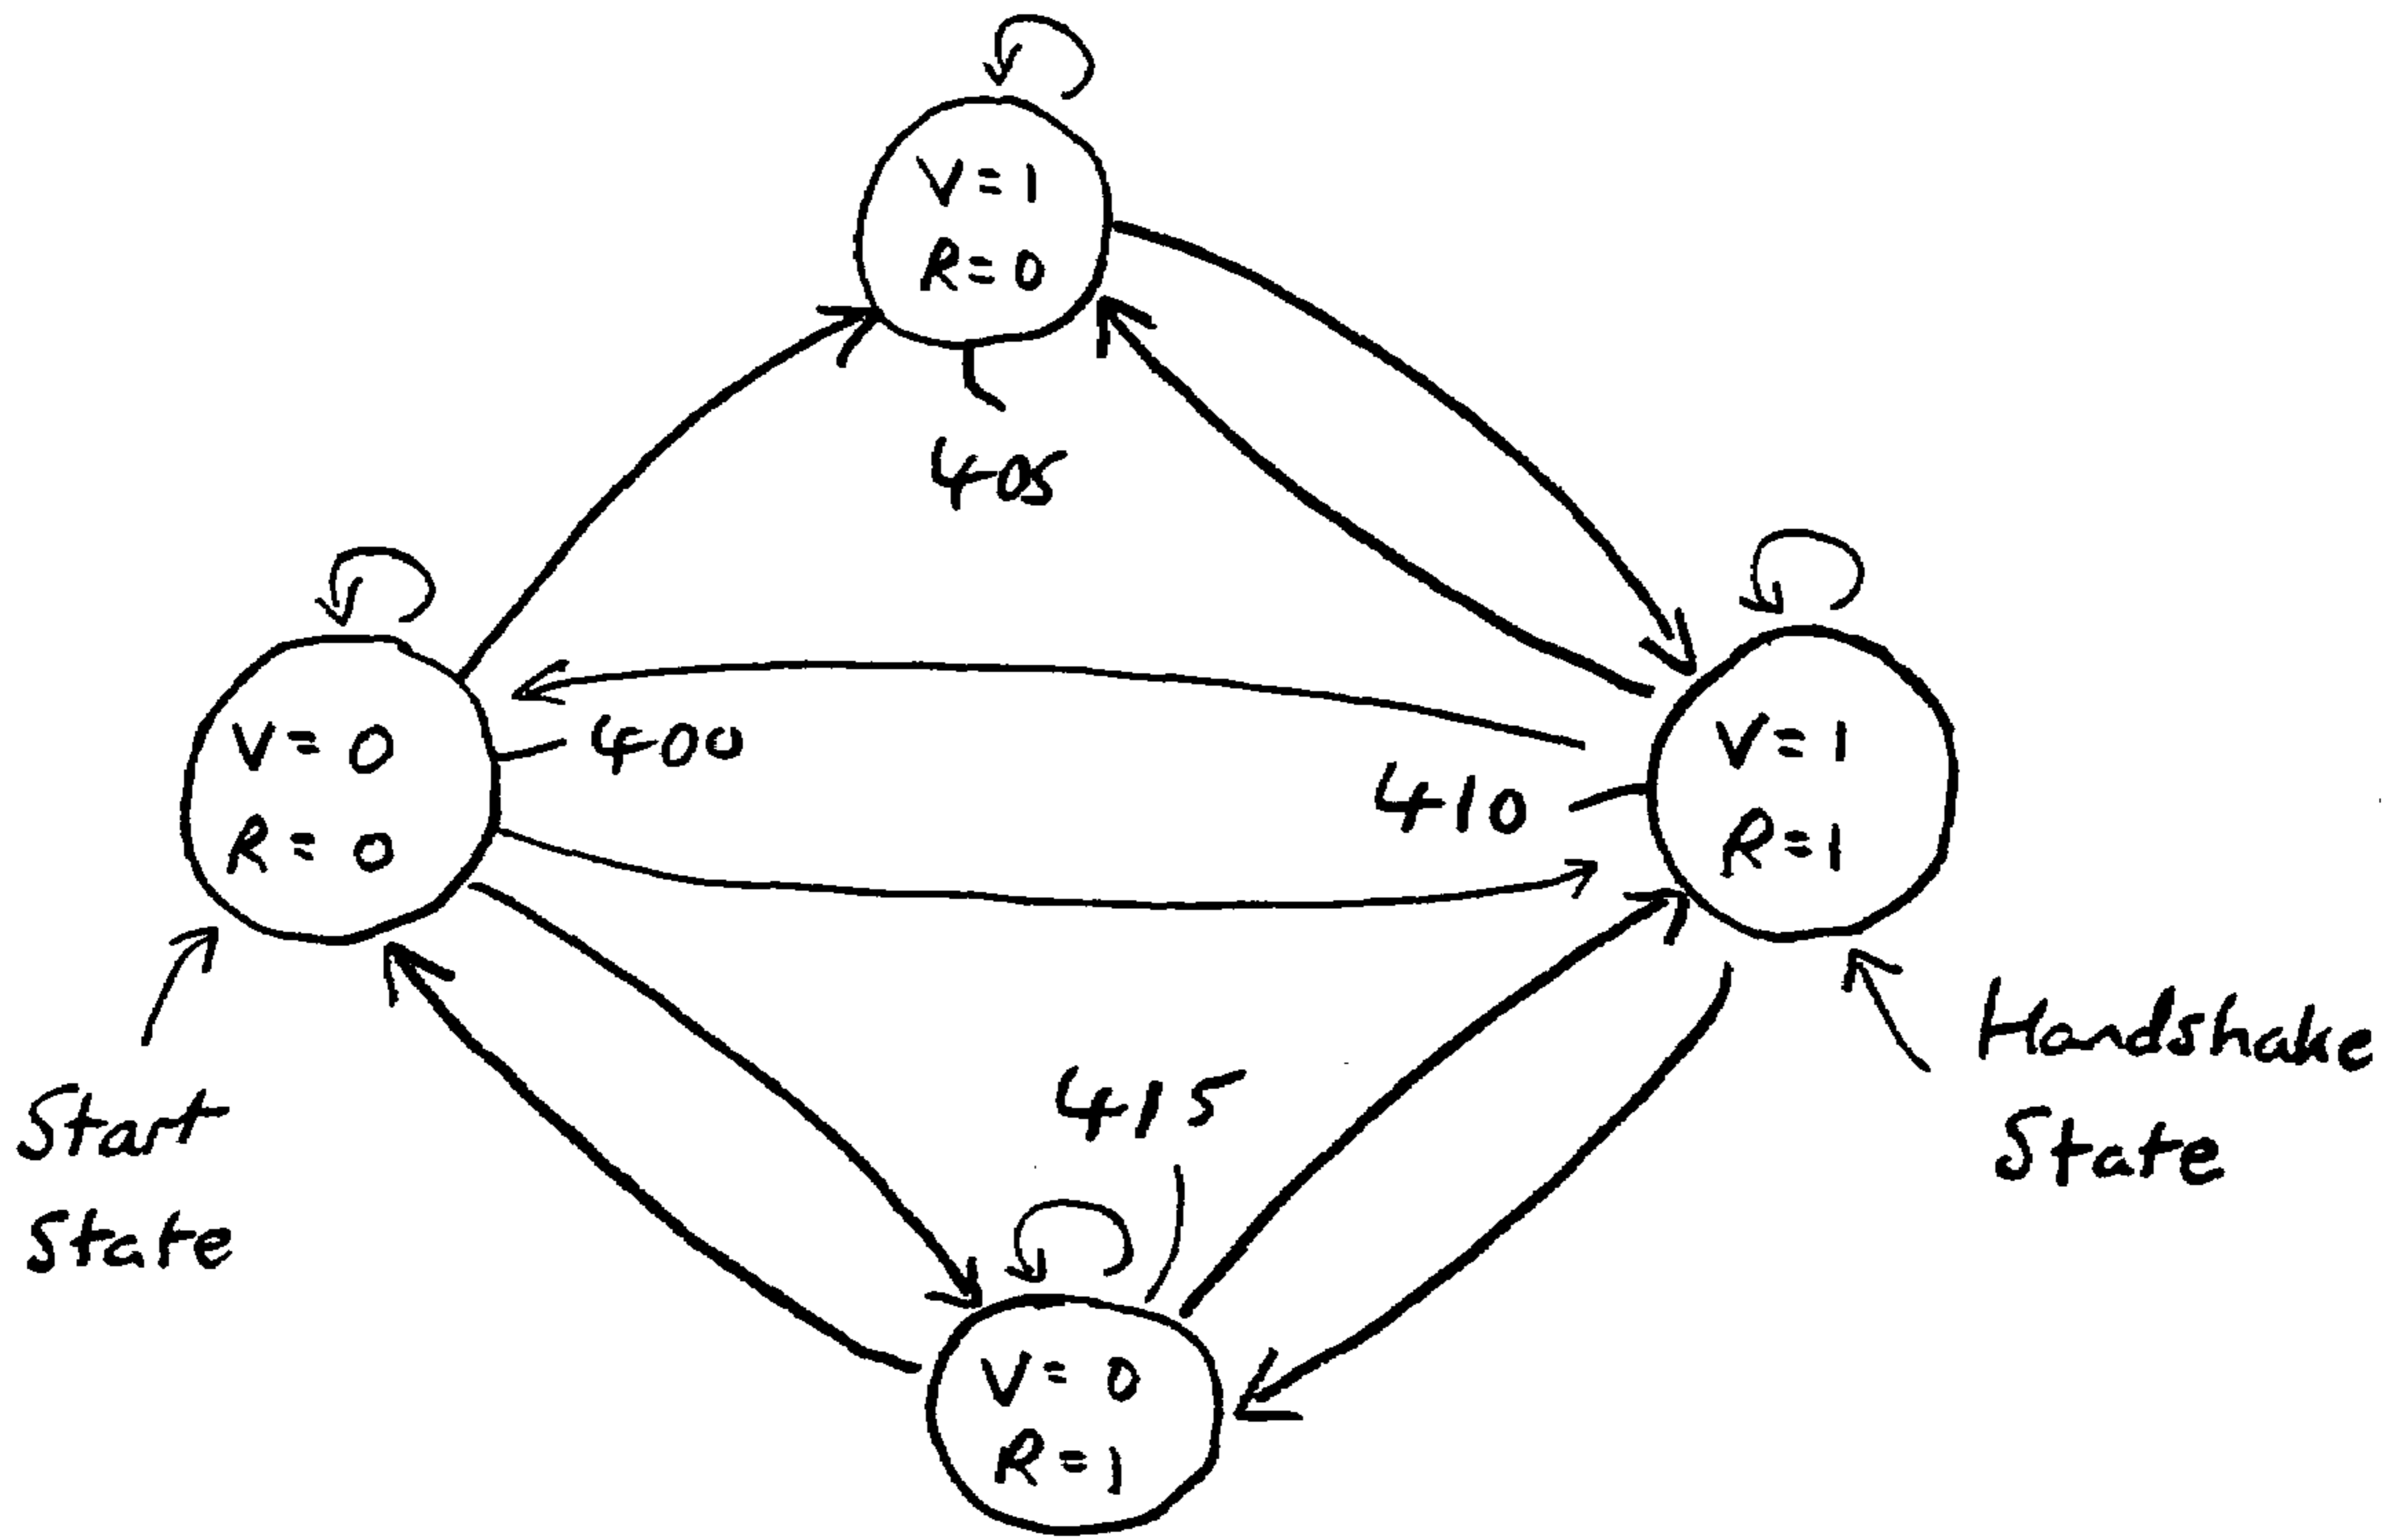 V=1
R=0
405
V=0
R=0
400
410
V=1
R=1
Start
State
Handshake
State
415
V=0
R=1